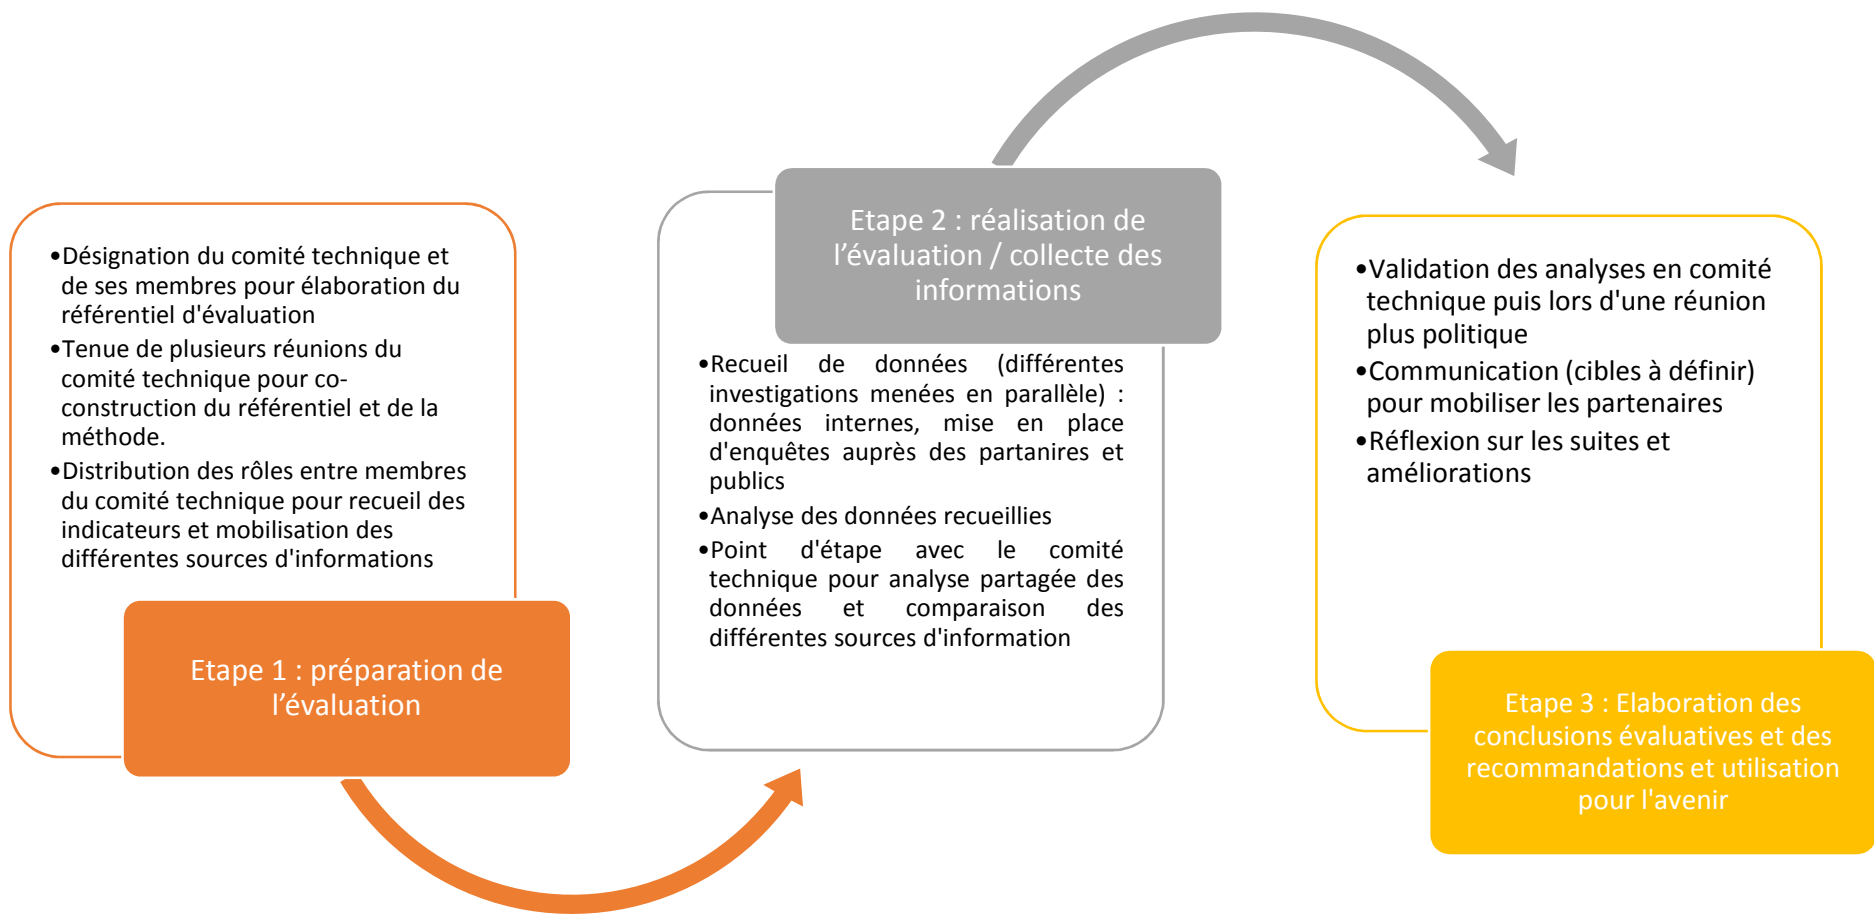 •Désignation du comité technique et
de ses membres pour élaboration du
référentiel d'évaluation
•Tenue de plusieurs réunions du
comité technique pour co-
construction du référentiel et de la
méthode.
•Distribution des rôles entre membres
du comité technique pour recueil des
indicateurs et mobilisation des
différentes sources d'informations
Etape 1 : préparation de
l’évaluation
Etape 2 : réalisation de
l’évaluation / collecte des
informations
•Recueil de données (différentes
investigations menées en parallèle) :
données internes, mise en place
d'enquêtes auprès des partanires et
publics
•Analyse des données recueillies
•Point d'étape avec le comité
technique pour analyse partagée des
données et comparaison des
différentes sources d'information
•Validation des analyses en comité
technique puis lors d'une réunion
plus politique
•Communication (cibles à définir)
pour mobiliser les partenaires
•Réflexion sur les suites et
améliorations
Etape 3 : Elaboration des
conclusions évaluatives et des
recommandations et utilisation
pour l'avenir